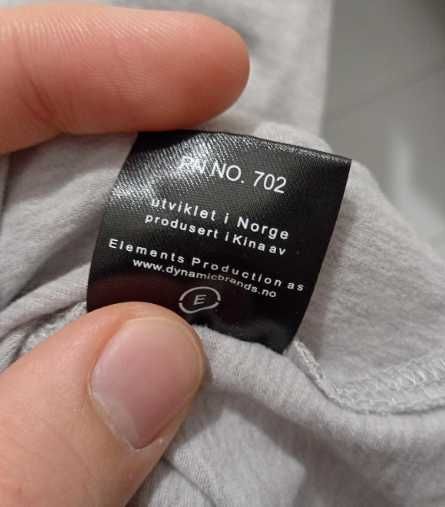 RN NO. 702
utviklet i Norge
produsert i Kina av
Elements Production as
www.dynamicbrands.no
E